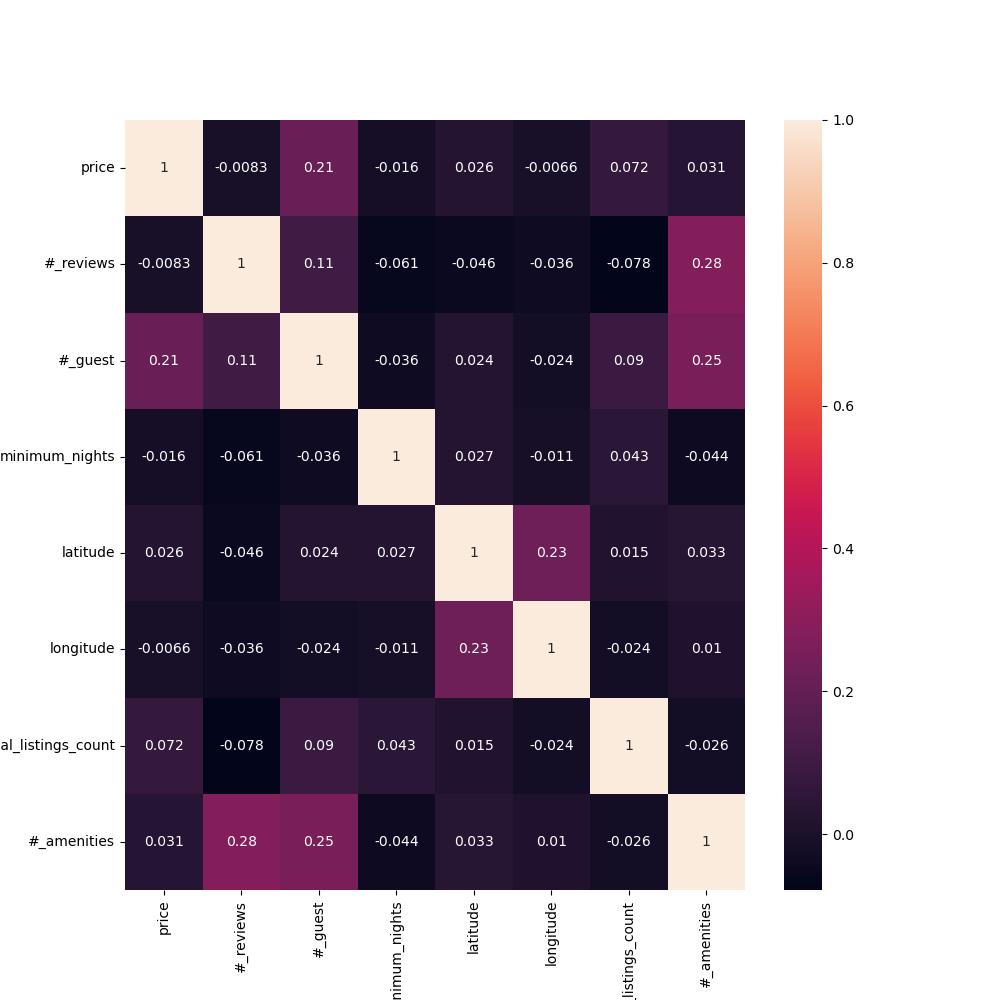 1.0
price 1 -0.0083 0.21 -0.016 0.026 -0.0066 0.072 0.031
#_reviews -0.0083 1 0.11 -0.061 -0.046 -0.036 -0.078 0.28
0.8
#_guest 0.21 0.11 1 -0.036 0.024 -0.024 0.09 0.25
0.6
minimum_nights -0.016 -0.061 -0.036 1 0.027 -0.011 0.043 -0.044
latitude 0.026 -0.046 0.024 0.027 1 0.23 0.015 0.033
0.4
longitude -0.0066 -0.036 -0.024 -0.011 0.23 1 -0.024 0.01
0.2
al_listings_count 0.072 -0.078 0.09 0.043 0.015 -0.024 1 -0.026
#_amenities 0.031 0.28 0.25 -0.044 0.033 0.01 -0.026 1
0.0
price
#_reviews
#_guest
nimum_nights
latitude
longitude
_listings_count
#_amenities